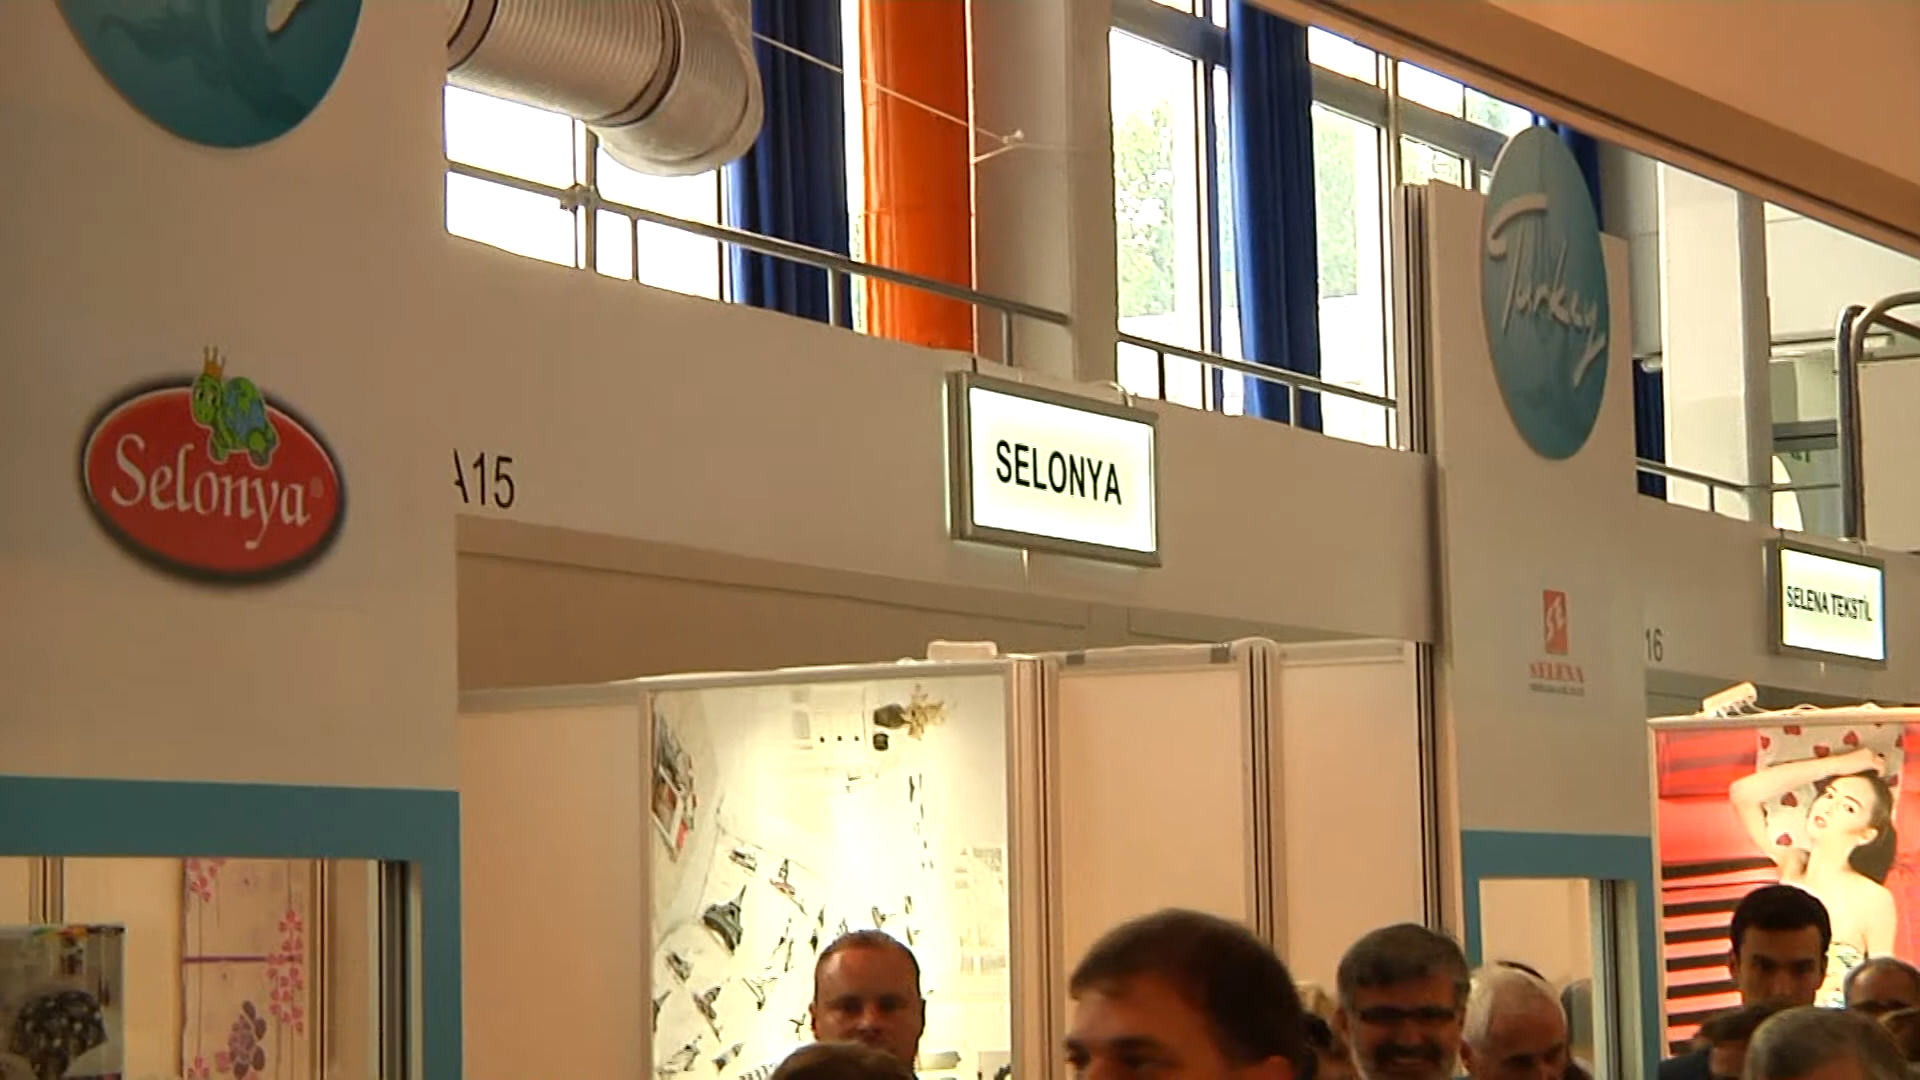 Selonya
A15
SELONYA
Turkey
SELENA
16
SELENA TEKSTİL